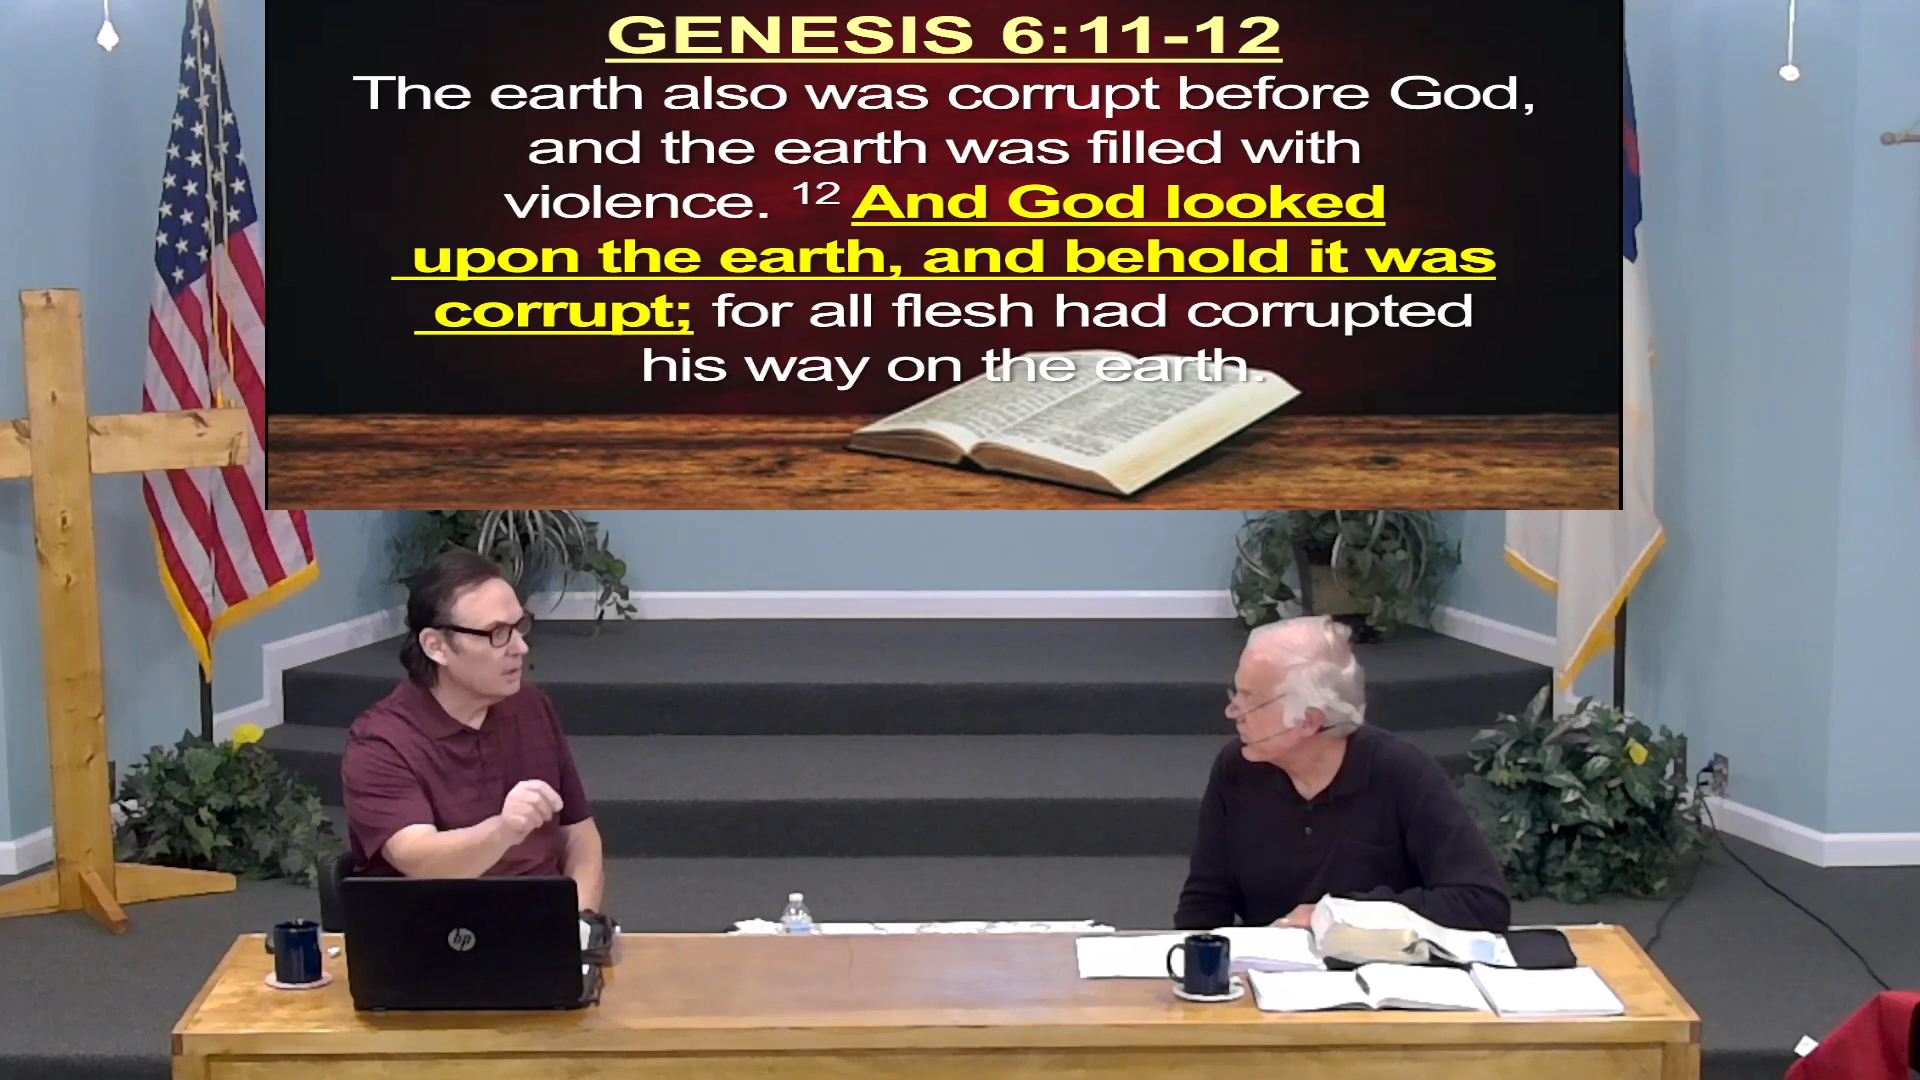 GENESIS 6:11-12
The earth also was corrupt before God,
and the earth was filled with
violence. 12 And God looked
upon the earth, and behold it was
corrupt; for all flesh had corrupted
his way on the earth.
hp